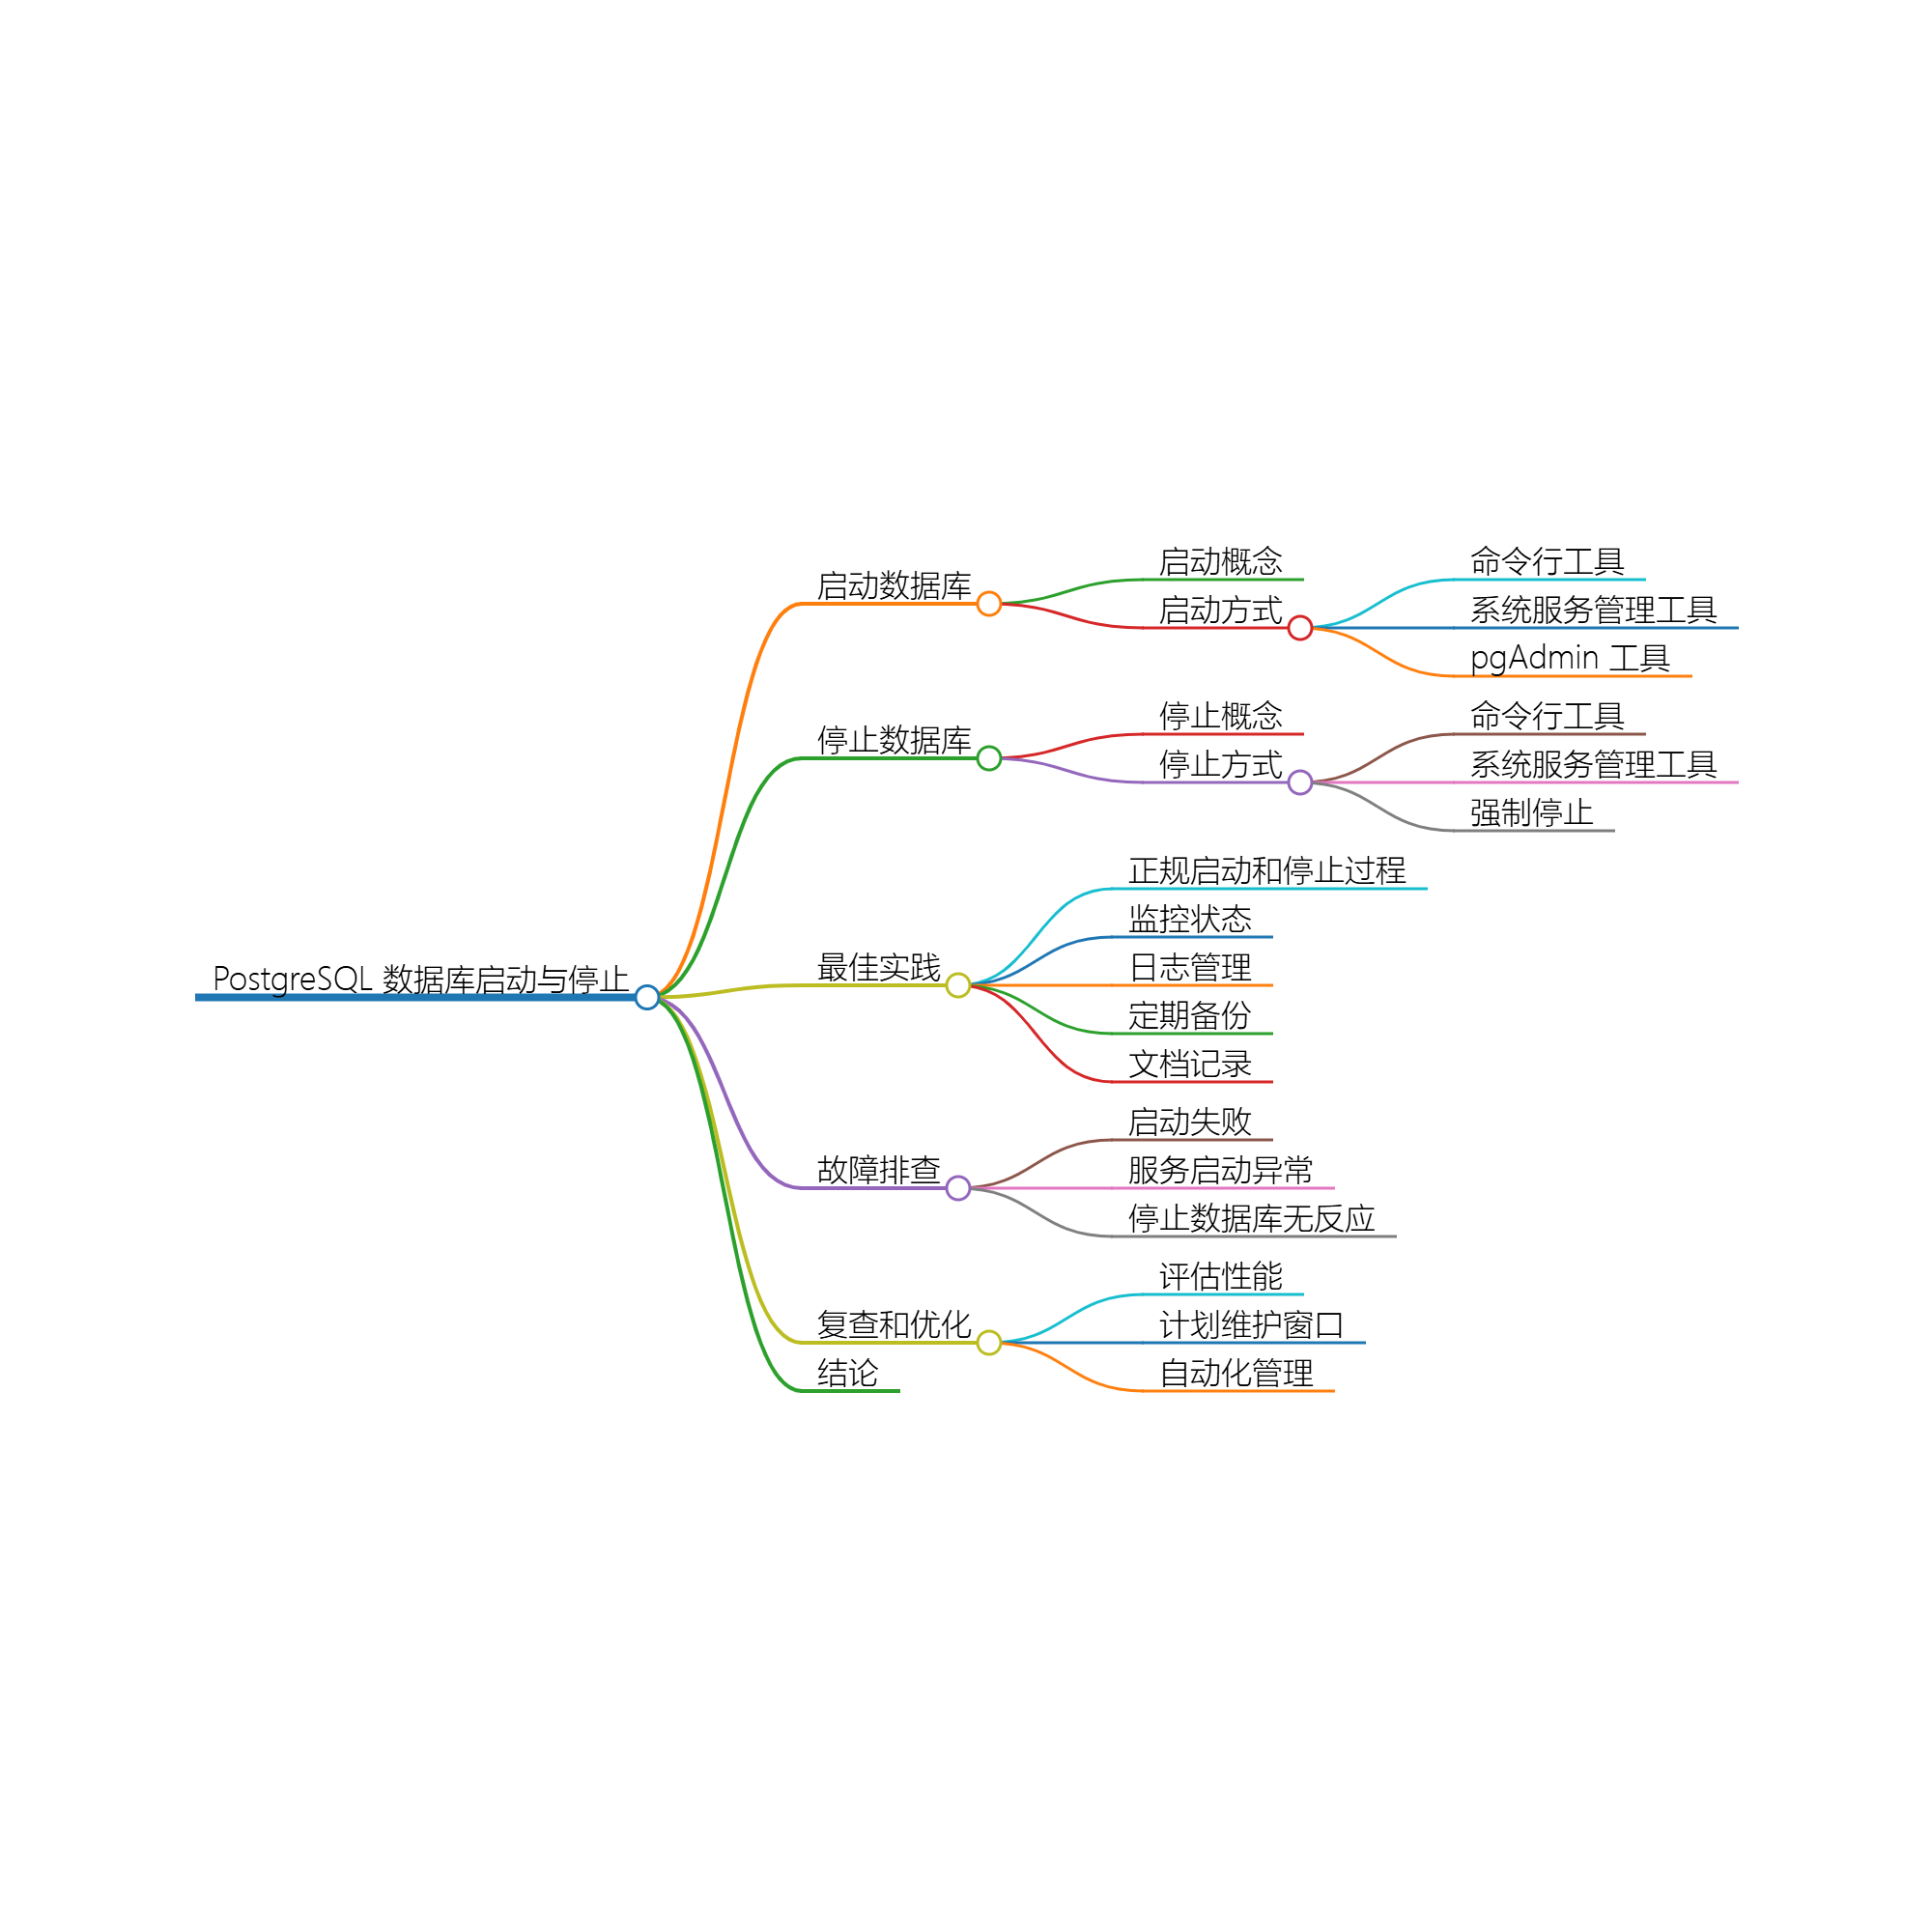 PostgreSQL 数据库启动与停止
启动数据库
启动概念
启动方式
命令行工具
系统服务管理工具
pgAdmin 工具
停止数据库
停止概念
停止方式
命令行工具
系统服务管理工具
强制停止
最佳实践
正规启动和停止过程
监控状态
日志管理
定期备份
文档记录
故障排查
启动失败
服务启动异常
停止数据库无反应
复查和优化
评估性能
计划维护窗口
自动化管理
结论